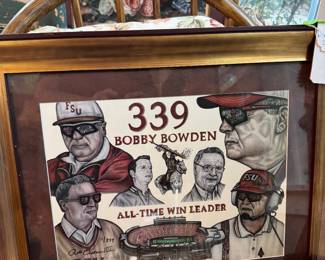 FSU
339
BOBBY BOWDEN
FSU
ALL-TIME WIN LEADER